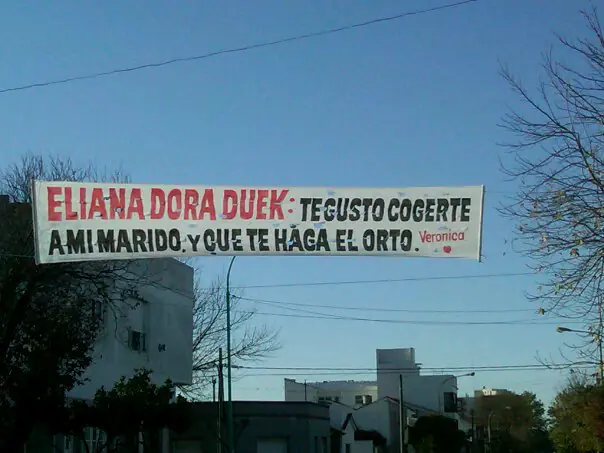 ELIANA DORA DUEK: TE GUSTO COGERTE
A MI MARIDO, Y QUE TE HAGA EL ORTO. Veronica